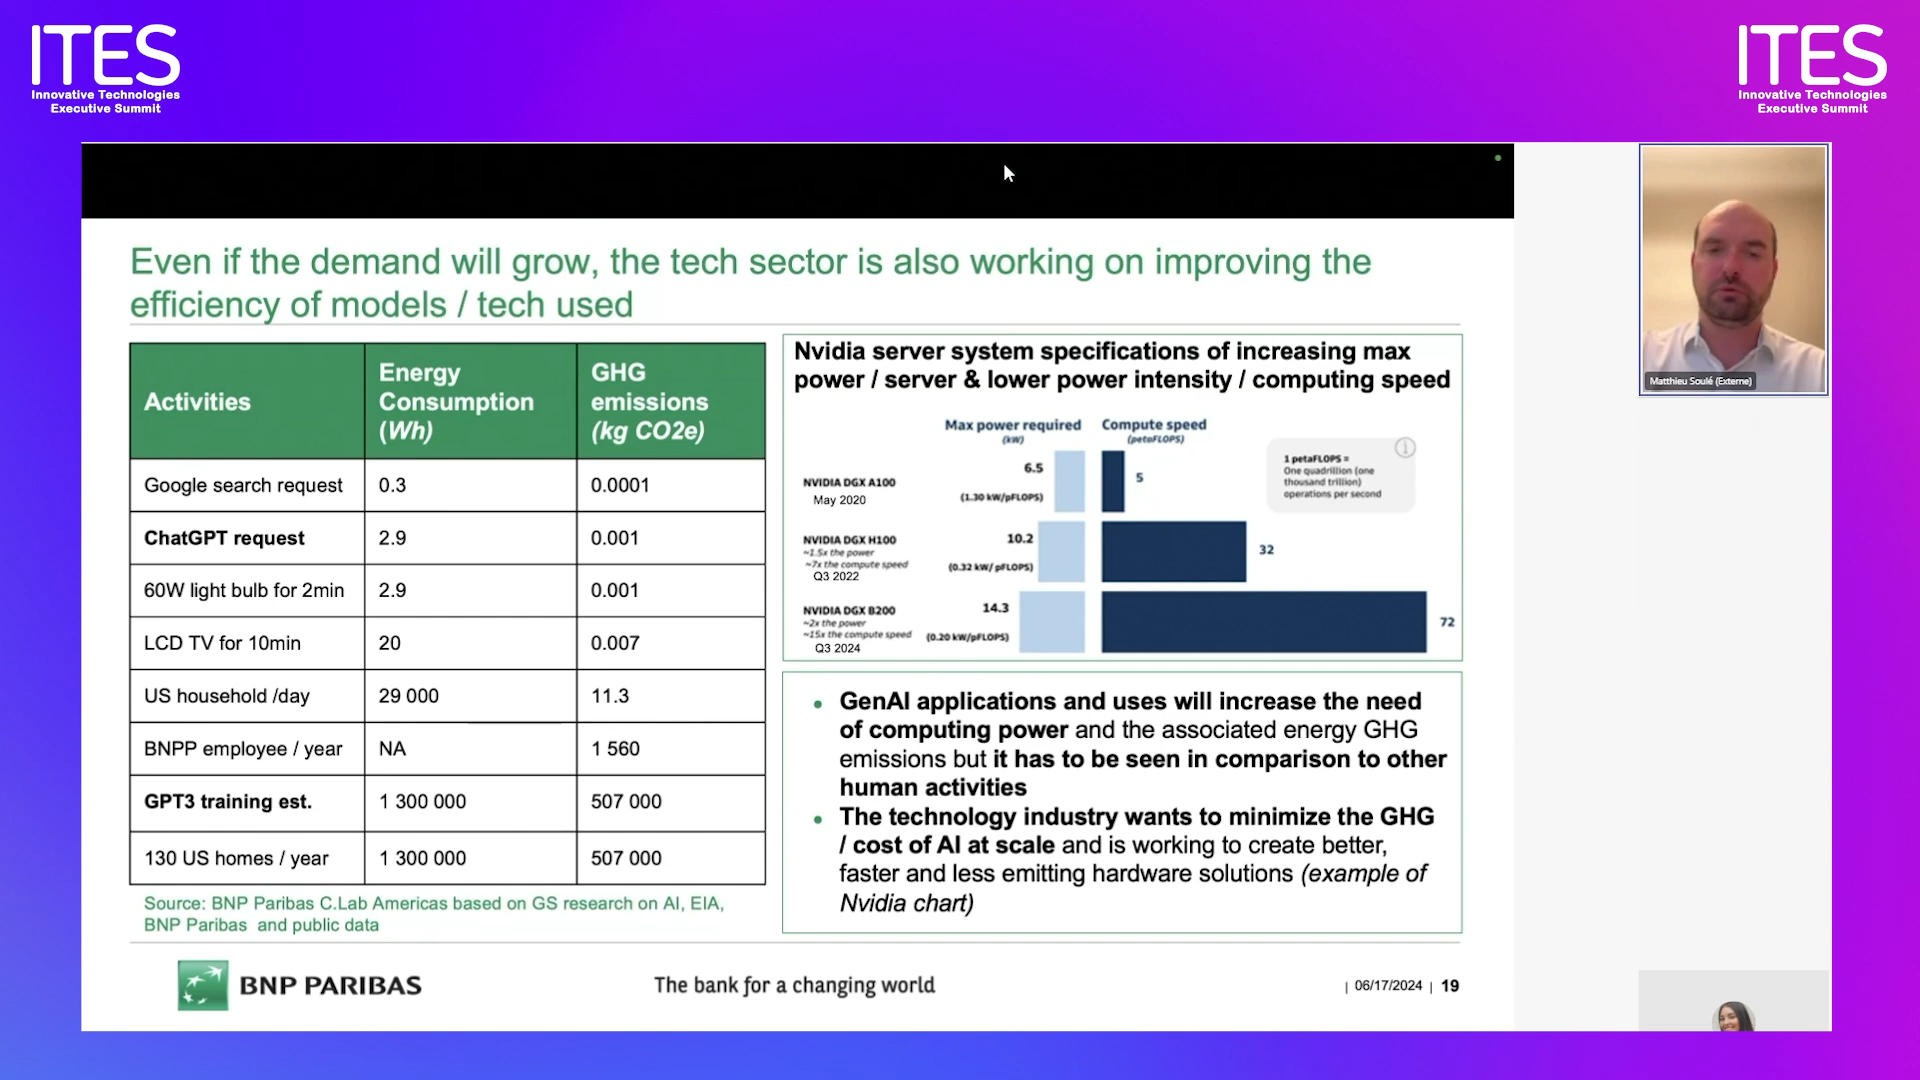 ITES
Innovative Technologies
Executive Summit
ITES
Innovative Technologies
Executive Summit
Matthieu Soulé (Externe)
Even if the demand will grow, the tech sector is also working on improving the
efficiency of models / tech used
Activities
Energy
Consumption
(Wh)
GHG
emissions
(kg CO2e)
Google search request 0.3 0.0001
ChatGPT request 2.9 0.001
60W light bulb for 2min 2.9 0.001
LCD TV for 10min 20 0.007
US household /day 29 000 11.3
BNPP employee / year NA 1 560
GPT3 training est. 1 300 000 507 000
130 US homes / year 1 300 000 507 000
Source: BNP Paribas C.Lab Americas based on GS research on AI, EIA,
BNP Paribas and public data
Nvidia server system specifications of increasing max
power / server & lower power intensity / computing speed
Max power required
(kW)
Compute speed
(petaFLOPS)
1 petaFLOPS =
One quadrillion (one
thousand trillion)
operations per second
i
NVIDIA DGX A100
May 2020
6.5
(1.30 kW/pFLOPS)
5
NVIDIA DGX H100
~1.5x the power
~7x the compute speed
Q3 2022
10.2
(0.32 kW/pFLOPS)
32
NVIDIA DGX B200
~2x the power
~15x the compute speed
Q3 2024
14.3
(0.20 kW/pFLOPS)
72
• GenAI applications and uses will increase the need
of computing power and the associated energy GHG
emissions but it has to be seen in comparison to other
human activities
• The technology industry wants to minimize the GHG
/ cost of AI at scale and is working to create better,
faster and less emitting hardware solutions (example of
Nvidia chart)
BNP PARIBAS
The bank for a changing world
| 06/17/2024 | 19